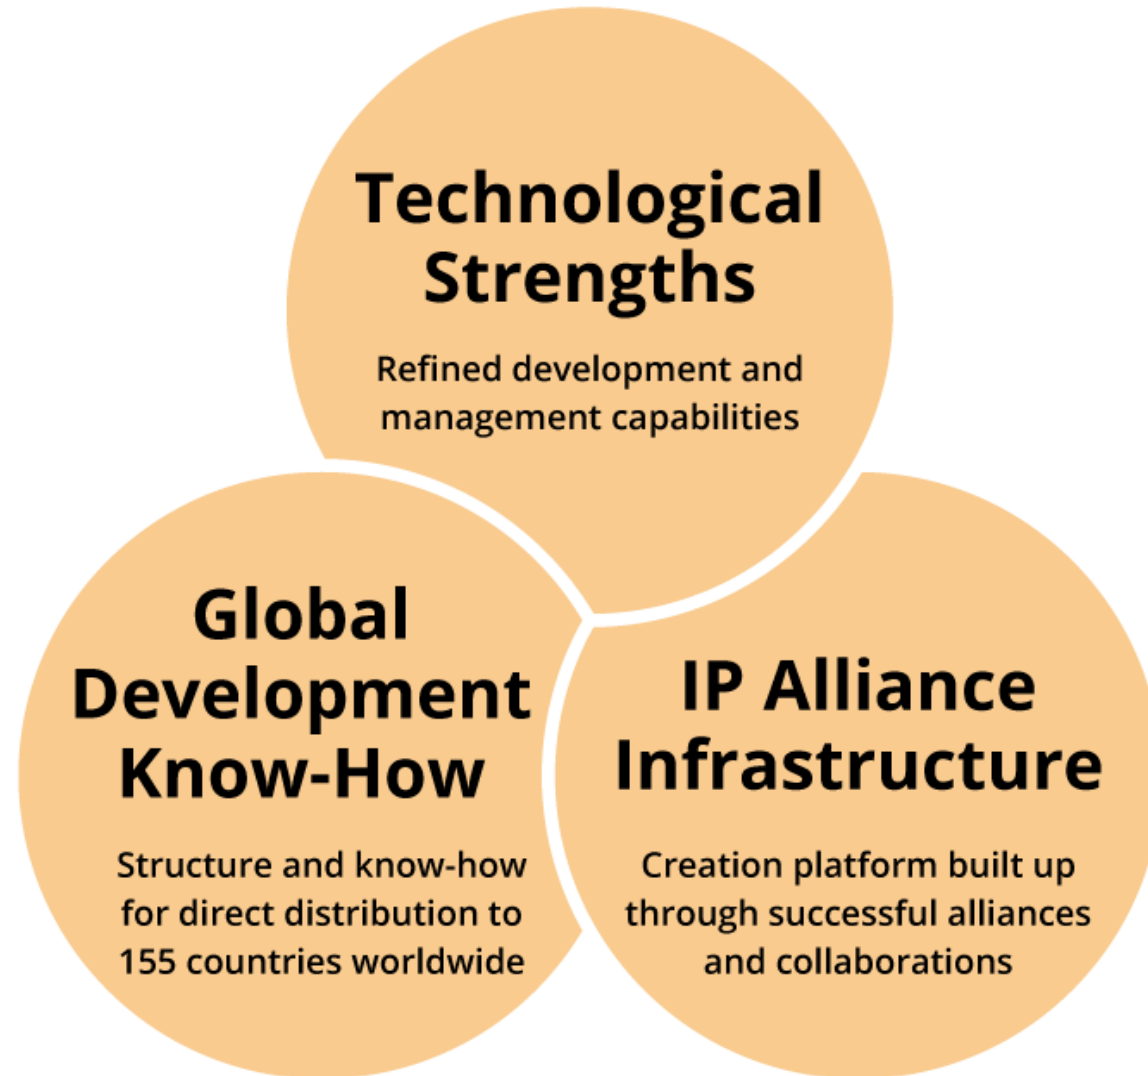 Technological
Strengths
Refined development and
management capabilities
Global
Development
Know-How
Structure and know-how
for direct distribution to
155 countries worldwide
IP Alliance
Infrastructure
Creation platform built up
through successful alliances
and collaborations